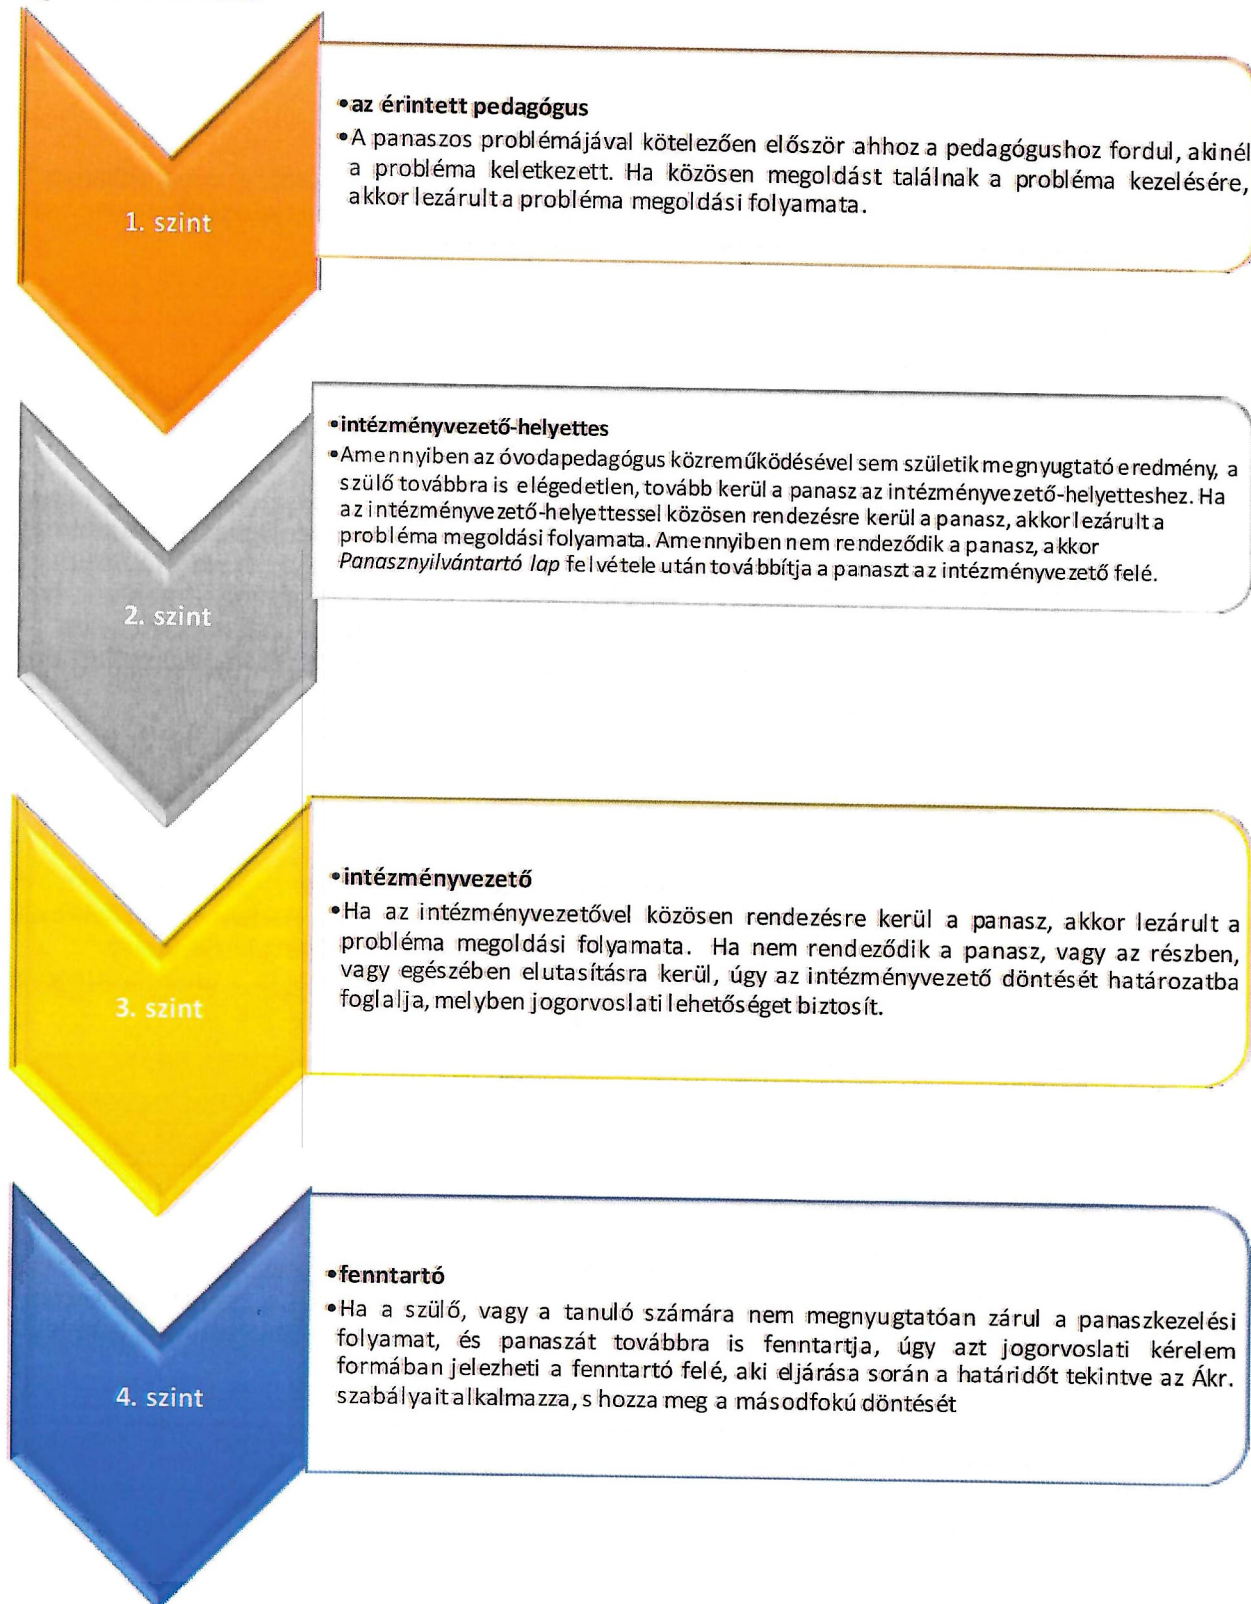 1. szint
•az érintett pedagógus
•A panaszos problémájával kötelezően először ahhoz a pedagógushoz fordul, akinél
a probléma keletkezett. Ha közösen megoldást találnak a probléma kezelésére,
akkor lezárult a probléma megoldási folyamata.
2. szint
•intézményvezető-helyettes
•Amennyiben az óvodapedagógus közreműködésével sem születik megnyugtató eredmény, a
szülő továbbra is elégedetlen, tovább kerül a panasz az intézményvezető-helyetteshez. Ha
az intézményvezető-helyettessel közösen rendezésre kerül a panasz, akkor lezárult a
probléma megoldási folyamata. Amennyiben nem rendeződik a panasz, akkor
Panasznyilvántartó lap felvétele után továbbítja a panaszt az intézményvezető felé.
3. szint
•intézményvezető
•Ha az intézményvezetővel közösen rendezésre kerül a panasz, akkor lezárult a
probléma megoldási folyamata. Ha nem rendeződik a panasz, vagy az részben,
vagy egészében elutasításra kerül, úgy az intézményvezető döntését határozatba
foglalja, melyben jogorvoslati lehetőséget biztosít.
4. szint
•fenntartó
•Ha a szülő, vagy a tanuló számára nem megnyugtatóan zárul a panaszkezelési
folyamat, és panaszát továbbra is fenntartja, úgy azt jogorvoslati kérelem
formában jelezheti a fenntartó felé, aki eljárása során a határidőt tekintve az Ákr.
szabályait alkalmazza, s hozza meg a másodfokú döntését